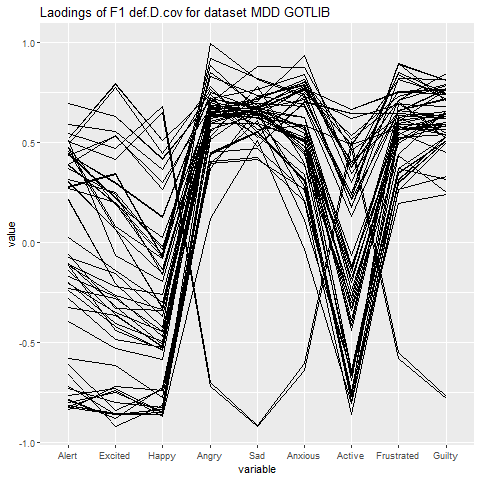 Laodings of F1 def.D.cov for dataset MDD GOTLIB
1.0
0.5
0.0
-0.5
-1.0
value
Alert Excited Happy Angry Sad Anxious Active Frustrated Guilty
variable